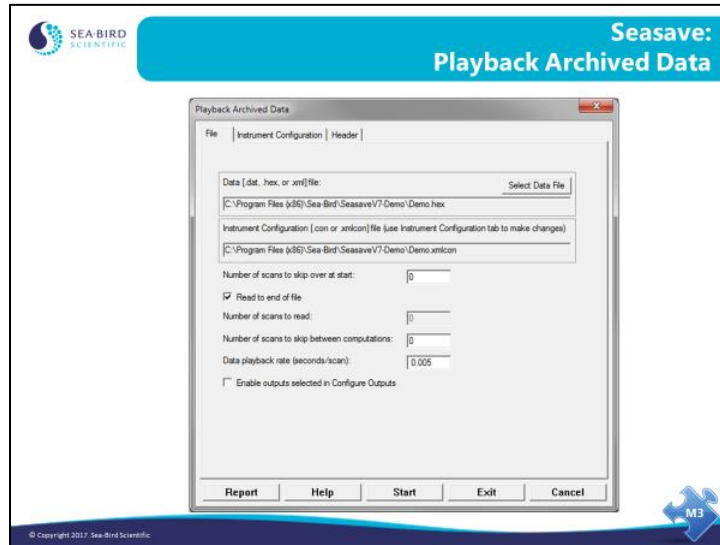 SEA·BIRD
SCIENTIFIC
Seasave:
Playback Archived Data
Playback Archived Data
x
File
Instrument Configuration
Header
Data [.dat, .hex, or .xml] file:
Select Data File
C:\Program Files (x86)\Sea-Bird\SeasaveV7-Demo\Demo.hex
Instrument Configuration [.con or .xmlcon] file (use Instrument Configuration tab to make changes)
C:\Program Files (x86)\Sea-Bird\SeasaveV7-Demo\Demo.xmlcon
Number of scans to skip over at start:
0
Read to end of file
Number of scans to read:
0
Number of scans to skip between computations:
0
Data playback rate (seconds/scan):
0.005
Enable outputs selected in Configure Outputs
Report
Help
Start
Exit
Cancel
M3
© Copyright 2017. Sea-Bird Scientific